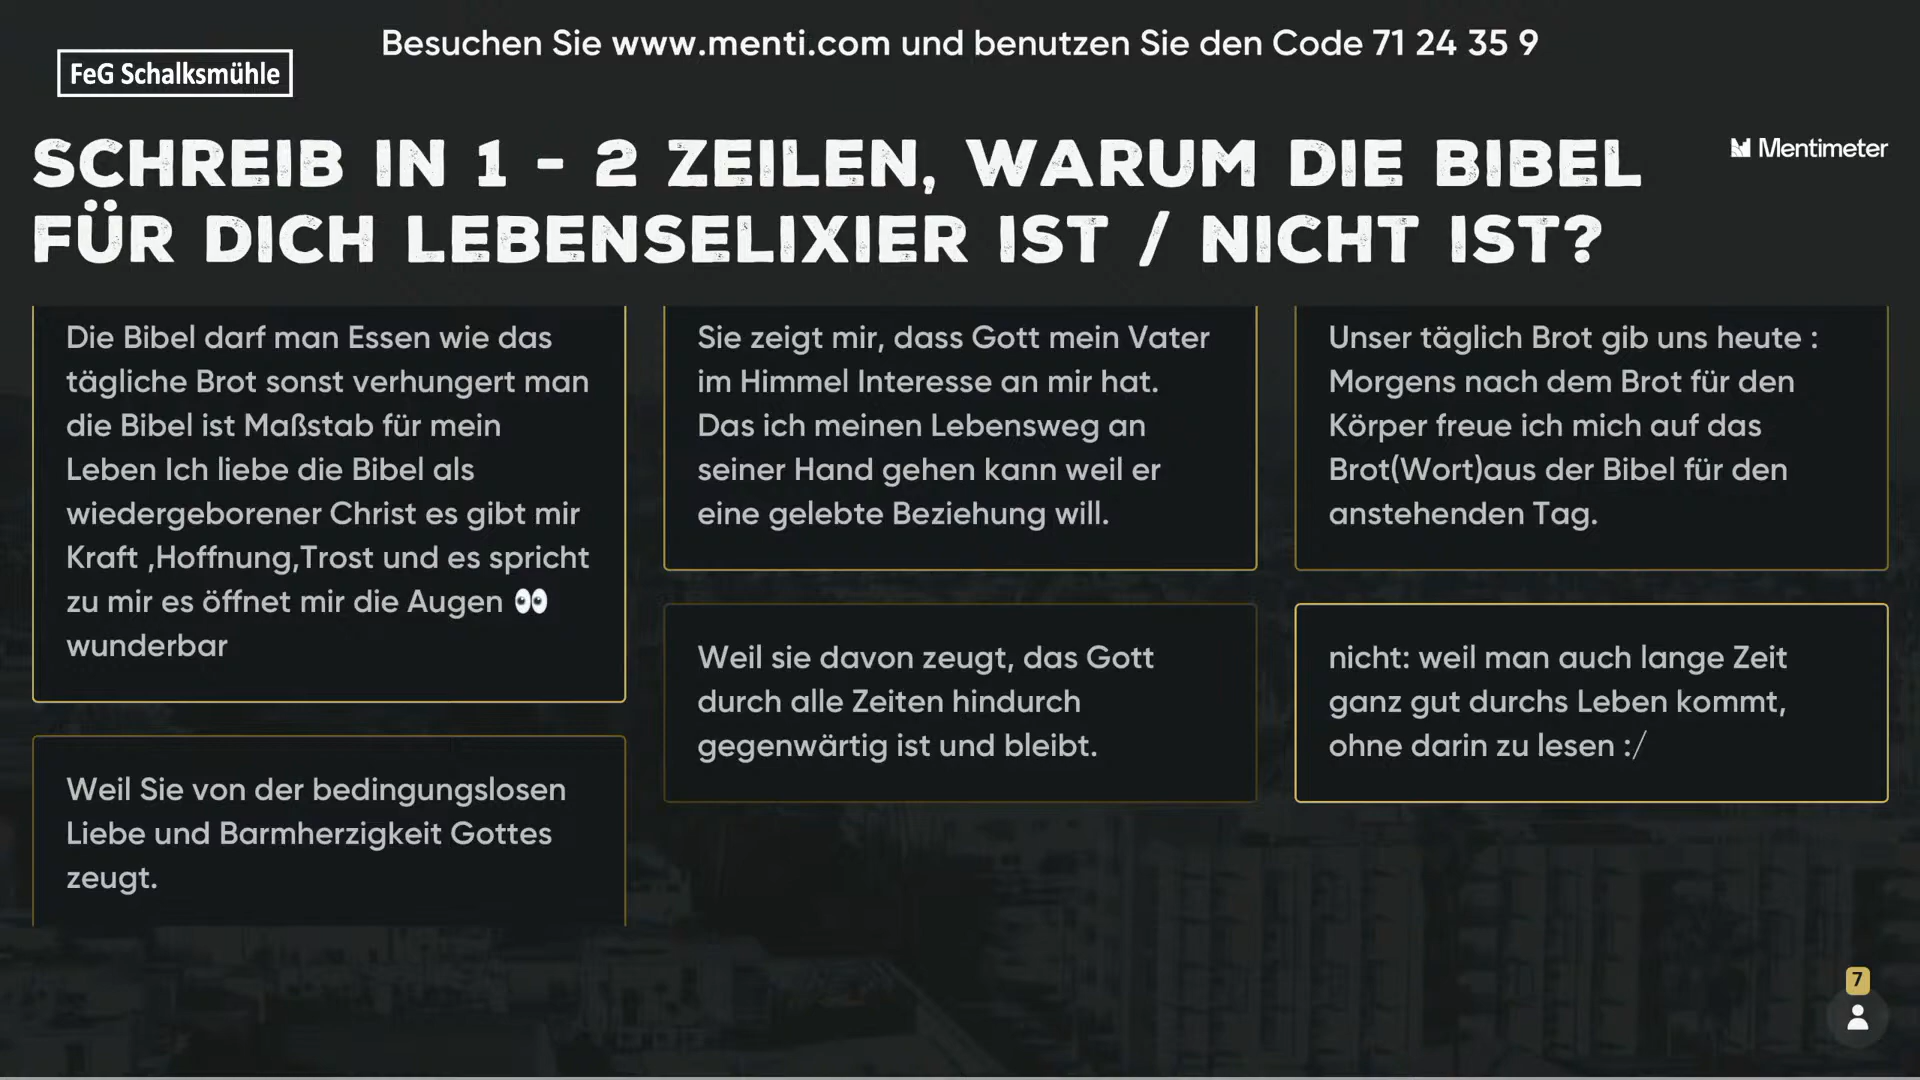 Besuchen Sie www.menti.com und benutzen Sie den Code 71 24 35 9
FeG Schalksmühle
SCHREIB IN 1 - 2 ZEILEN, WARUM DIE BIBEL
FÜR DICH LEBENSELIXIER IST / NICHT IST?
Mentimeter
Die Bibel darf man Essen wie das
tägliche Brot sonst verhungert man
die Bibel ist Maßstab für mein
Leben Ich liebe die Bibel als
wiedergeborener Christ es gibt mir
Kraft ,Hoffnung,Trost und es spricht
zu mir es öffnet mir die Augen 👀
wunderbar
Weil Sie von der bedingungslosen
Liebe und Barmherzigkeit Gottes
zeugt.
Sie zeigt mir, dass Gott mein Vater
im Himmel Interesse an mir hat.
Das ich meinen Lebensweg an
seiner Hand gehen kann weil er
eine gelebte Beziehung will.
Weil sie davon zeugt, das Gott
durch alle Zeiten hindurch
gegenwärtig ist und bleibt.
Unser täglich Brot gib uns heute :
Morgens nach dem Brot für den
Körper freue ich mich auf das
Brot(Wort)aus der Bibel für den
anstehenden Tag.
nicht: weil man auch lange Zeit
ganz gut durchs Leben kommt,
ohne darin zu lesen :/
7